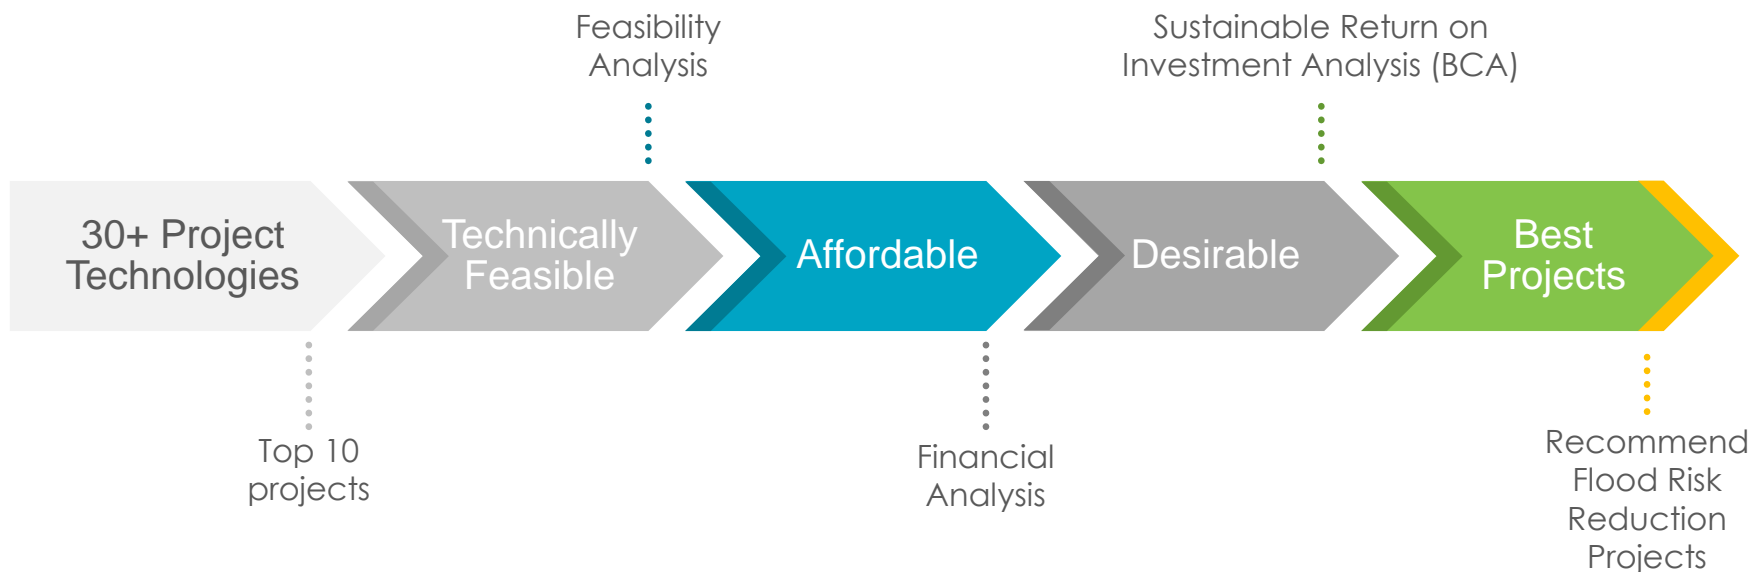 Feasibility
Analysis
Sustainable Return on
Investment Analysis (BCA)
30+ Project
Technologies
Technically
Feasible
Affordable
Desirable
Best
Projects
Top 10
projects
Financial
Analysis
Recommend
Flood Risk
Reduction
Projects